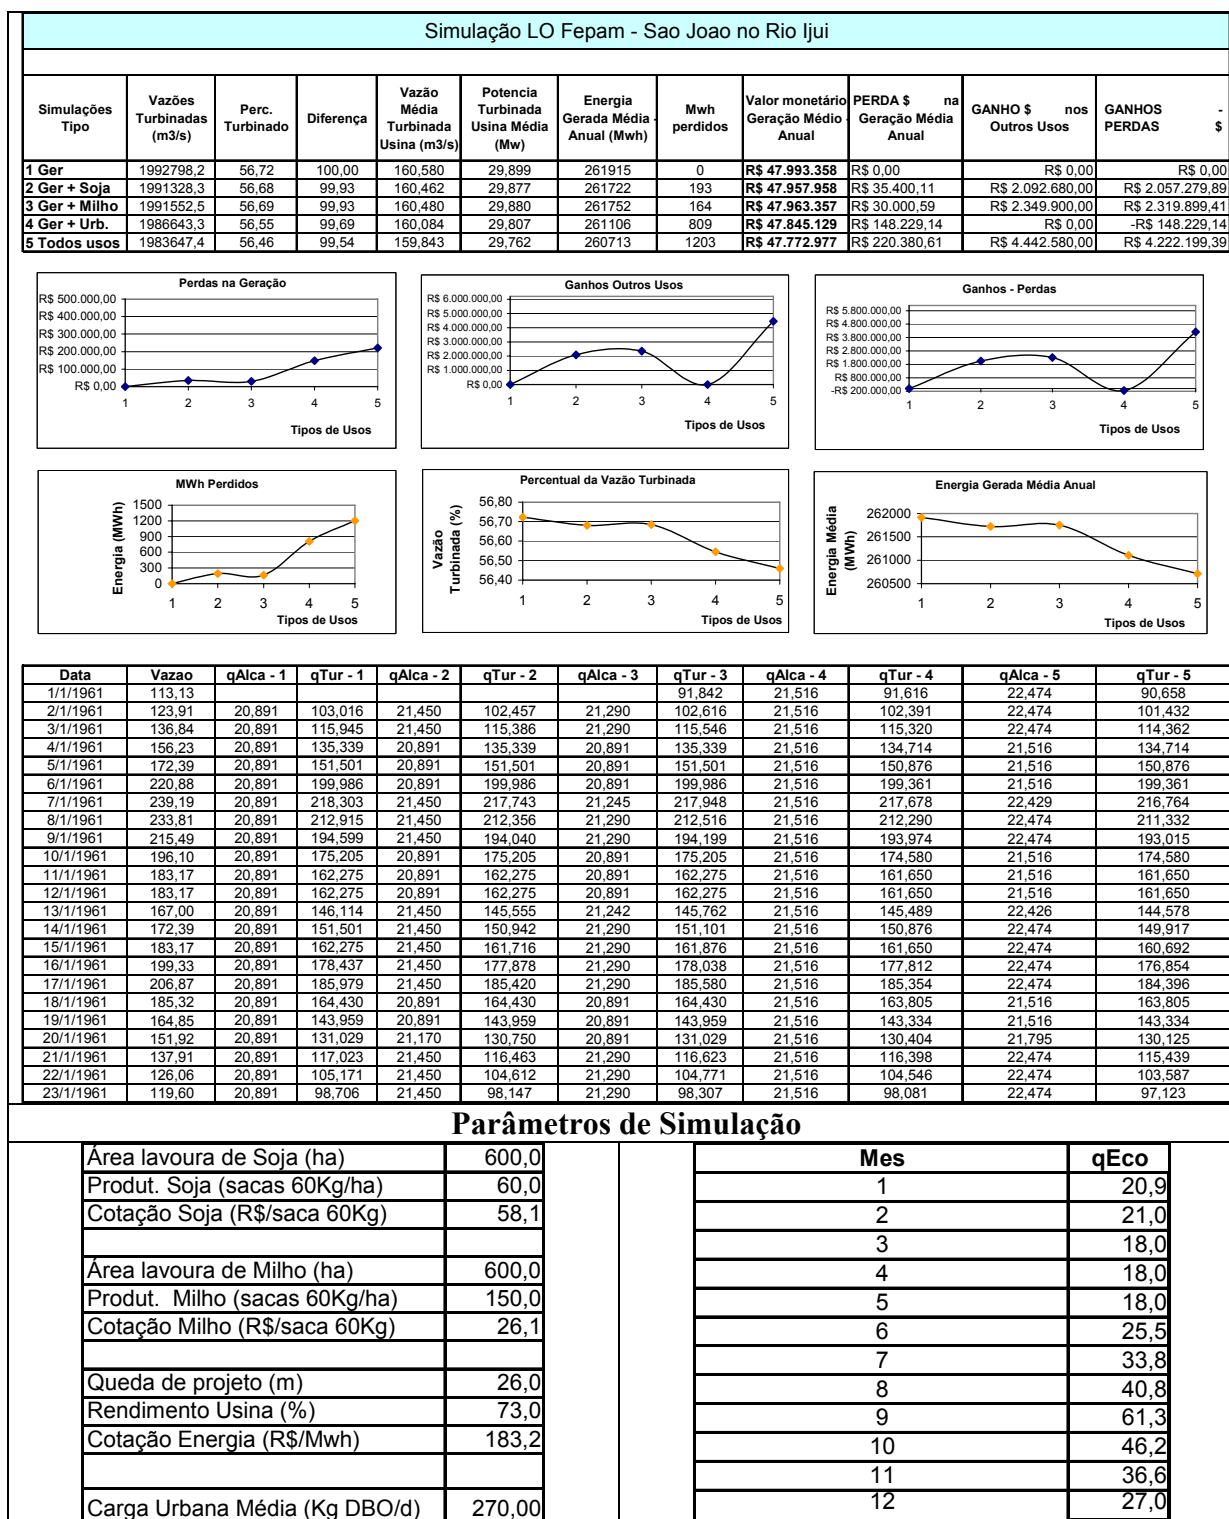 Simulação LO Fepam - Sao Joao no Rio Ijui
Simulações Tipo | Vazões Turbinadas (m3/s) | Perc. Turbinado | Diferença | Vazão Média Turbinada Usina (m3/s) | Potencia Turbinada Usina Média (Mw) | Energia Gerada Média - Anual (Mwh) | Mwh perdidos | Valor monetário Geração Médio - Anual | PERDA $ na Geração Média Anual | GANHO $ nos Outros Usos | GANHOS - PERDAS $
1 Ger | 1992798,2 | 56,72 | 100,00 | 160,580 | 29,899 | 261915 | 0 | R$ 47.993.358 | R$ 0,00 | R$ 0,00 | R$ 0,00
2 Ger + Soja | 1991328,3 | 56,68 | 99,93 | 160,462 | 29,877 | 261722 | 193 | R$ 47.957.958 | R$ 35.400,11 | R$ 2.092.680,00 | R$ 2.057.279,89
3 Ger + Milho | 1991552,5 | 56,69 | 99,93 | 160,480 | 29,880 | 261752 | 164 | R$ 47.963.357 | R$ 30.000,59 | R$ 2.349.900,00 | R$ 2.319.899,41
4 Ger + Urb. | 1986643,3 | 56,55 | 99,69 | 160,084 | 29,807 | 261106 | 809 | R$ 47.845.129 | R$ 148.229,14 | R$ 0,00 | -R$ 148.229,14
5 Todos usos | 1983647,4 | 56,46 | 99,54 | 159,843 | 29,762 | 260713 | 1203 | R$ 47.772.977 | R$ 220.380,61 | R$ 4.442.580,00 | R$ 4.222.199,39
Perdas na Geração
R$ 500.000,00
R$ 400.000,00
R$ 300.000,00
R$ 200.000,00
R$ 100.000,00
R$ 0,00
1 2 3 4 5
Tipos de Usos
Ganhos Outros Usos
R$ 6.000.000,00
R$ 5.000.000,00
R$ 4.000.000,00
R$ 3.000.000,00
R$ 2.000.000,00
R$ 1.000.000,00
R$ 0,00
1 2 3 4 5
Tipos de Usos
Ganhos - Perdas
R$ 5.800.000,00
R$ 4.800.000,00
R$ 3.800.000,00
R$ 2.800.000,00
R$ 1.800.000,00
R$ 800.000,00
-R$ 200.000,00
1 2 3 4 5
Tipos de Usos
MWh Perdidos
Energia (MWh)
1500
1200
900
600
300
0
1 2 3 4 5
Tipos de Usos
Percentual da Vazão Turbinada
Vazão Turbinada (%)
56,80
56,70
56,60
56,50
56,40
1 2 3 4 5
Tipos de Usos
Energia Gerada Média Anual
Energia Média (MWh)
262000
261500
261000
260500
1 2 3 4 5
Tipos de Usos
Data | Vazao | qAlca - 1 | qTur - 1 | qAlca - 2 | qTur - 2 | qAlca - 3 | qTur - 3 | qAlca - 4 | qTur - 4 | qAlca - 5 | qTur - 5
1/1/1961 | 113,13 | | | | | | 91,842 | 21,516 | 91,616 | 22,474 | 90,658
2/1/1961 | 123,91 | 20,891 | 103,016 | 21,450 | 102,457 | 21,290 | 102,616 | 21,516 | 102,391 | 22,474 | 101,432
3/1/1961 | 136,84 | 20,891 | 115,945 | 21,450 | 115,386 | 21,290 | 115,546 | 21,516 | 115,320 | 22,474 | 114,362
4/1/1961 | 156,23 | 20,891 | 135,339 | 20,891 | 135,339 | 20,891 | 135,339 | 21,516 | 134,714 | 21,516 | 134,714
5/1/1961 | 172,39 | 20,891 | 151,501 | 20,891 | 151,501 | 20,891 | 151,501 | 21,516 | 150,876 | 21,516 | 150,876
6/1/1961 | 220,88 | 20,891 | 199,986 | 20,891 | 199,986 | 20,891 | 199,986 | 21,516 | 199,361 | 21,516 | 199,361
7/1/1961 | 239,19 | 20,891 | 218,303 | 21,450 | 217,743 | 21,245 | 217,948 | 21,516 | 217,678 | 22,429 | 216,764
8/1/1961 | 233,81 | 20,891 | 212,915 | 21,450 | 212,356 | 21,290 | 212,516 | 21,516 | 212,290 | 22,474 | 211,332
9/1/1961 | 215,49 | 20,891 | 194,599 | 21,450 | 194,040 | 21,290 | 194,199 | 21,516 | 193,974 | 22,474 | 193,015
10/1/1961 | 196,10 | 20,891 | 175,205 | 20,891 | 175,205 | 20,891 | 175,205 | 21,516 | 174,580 | 21,516 | 174,580
11/1/1961 | 183,17 | 20,891 | 162,275 | 20,891 | 162,275 | 20,891 | 162,275 | 21,516 | 161,650 | 21,516 | 161,650
12/1/1961 | 183,17 | 20,891 | 162,275 | 20,891 | 162,275 | 20,891 | 162,275 | 21,516 | 161,650 | 21,516 | 161,650
13/1/1961 | 167,00 | 20,891 | 146,114 | 21,450 | 145,555 | 21,242 | 145,762 | 21,516 | 145,489 | 22,426 | 144,578
14/1/1961 | 172,39 | 20,891 | 151,501 | 21,450 | 150,942 | 21,290 | 151,101 | 21,516 | 150,876 | 22,474 | 149,917
15/1/1961 | 183,17 | 20,891 | 162,275 | 21,450 | 161,716 | 21,290 | 161,876 | 21,516 | 161,650 | 22,474 | 160,692
16/1/1961 | 199,33 | 20,891 | 178,437 | 21,450 | 177,878 | 21,290 | 178,038 | 21,516 | 177,812 | 22,474 | 176,854
17/1/1961 | 206,87 | 20,891 | 185,979 | 21,450 | 185,420 | 21,290 | 185,580 | 21,516 | 185,354 | 22,474 | 184,396
18/1/1961 | 185,32 | 20,891 | 164,430 | 20,891 | 164,430 | 20,891 | 164,430 | 21,516 | 163,805 | 21,516 | 163,805
19/1/1961 | 164,85 | 20,891 | 143,959 | 20,891 | 143,959 | 20,891 | 143,959 | 21,516 | 143,334 | 21,516 | 143,334
20/1/1961 | 151,92 | 20,891 | 131,029 | 21,170 | 130,750 | 20,891 | 131,029 | 21,516 | 130,404 | 21,795 | 130,125
21/1/1961 | 137,91 | 20,891 | 117,023 | 21,450 | 116,463 | 21,290 | 116,623 | 21,516 | 116,398 | 22,474 | 115,439
22/1/1961 | 126,06 | 20,891 | 105,171 | 21,450 | 104,612 | 21,290 | 104,771 | 21,516 | 104,546 | 22,474 | 103,587
23/1/1961 | 119,60 | 20,891 | 98,706 | 21,450 | 98,147 | 21,290 | 98,307 | 21,516 | 98,081 | 22,474 | 97,123
Parâmetros de Simulação
Área lavoura de Soja (ha) 600,0
Produt. Soja (sacas 60Kg/ha) 60,0
Cotação Soja (R$/saca 60Kg) 58,1
Área lavoura de Milho (ha) 600,0
Produt. Milho (sacas 60Kg/ha) 150,0
Cotação Milho (R$/saca 60Kg) 26,1
Queda de projeto (m) 26,0
Rendimento Usina (%) 73,0
Cotação Energia (R$/Mwh) 183,2
Carga Urbana Média (Kg DBO/d) 270,00
Mes qEco
1 20,9
2 21,0
3 18,0
4 18,0
5 18,0
6 25,5
7 33,8
8 40,8
9 61,3
10 46,2
11 36,6
12 27,0